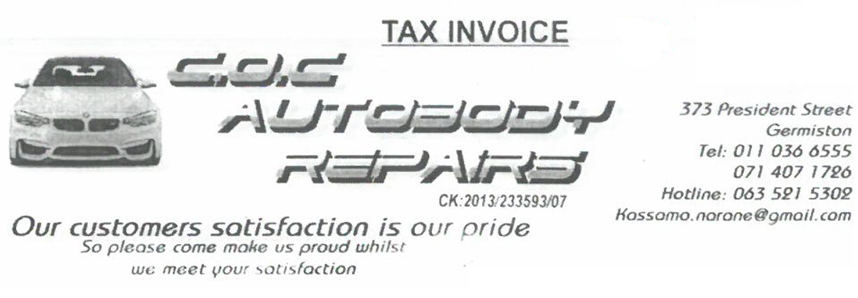 TAX INVOICE
C.O.C
AUTOBODY
REPAIRS
CK:2013/233593/07
Our customers satisfaction is our pride
So please come make us proud whilst
we meet your satisfaction
373 President Street
Germiston
Tel: 011 036 6555
071 407 1726
Hotline: 063 521 5302
Kassamo.narane@gmail.com